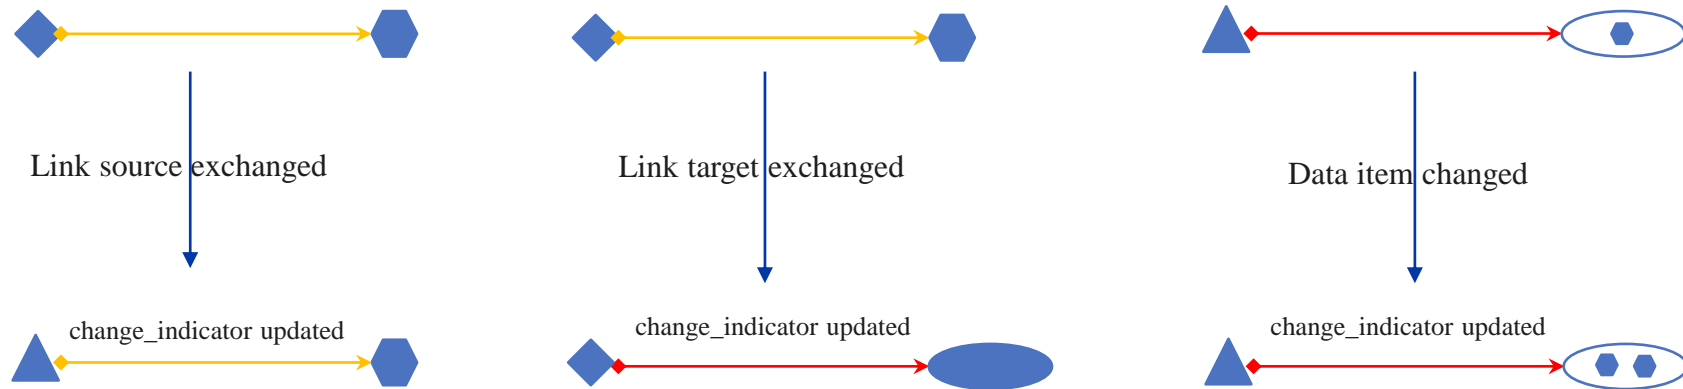 Link source exchanged
Link target exchanged
Data item changed
change_indicator updated
change_indicator updated
change_indicator updated